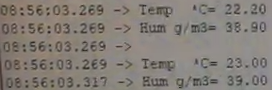 08:56:03.269 -> Temp °C= 22.20
08:56:03.269 -> Hum g/m3= 38.90
08:56:03.269 ->
08:56:03.269 -> Temp °C= 23.00
08:56:03.317 -> Hum g/m3= 39.00